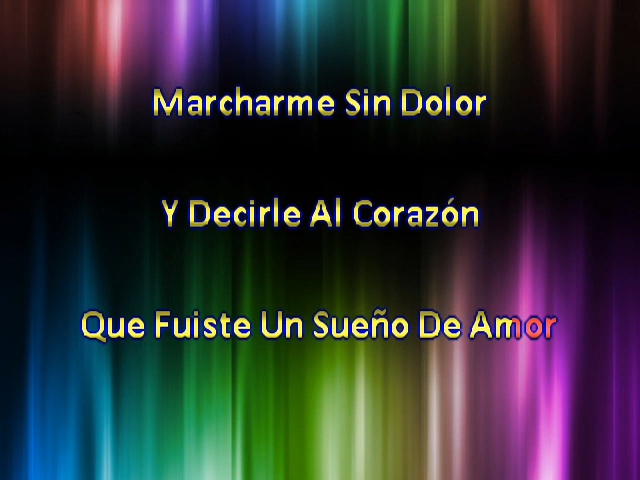 Marcharme Sin Dolor
Y Decirle Al Corazón
Que Fuiste Un Sueño De Amor